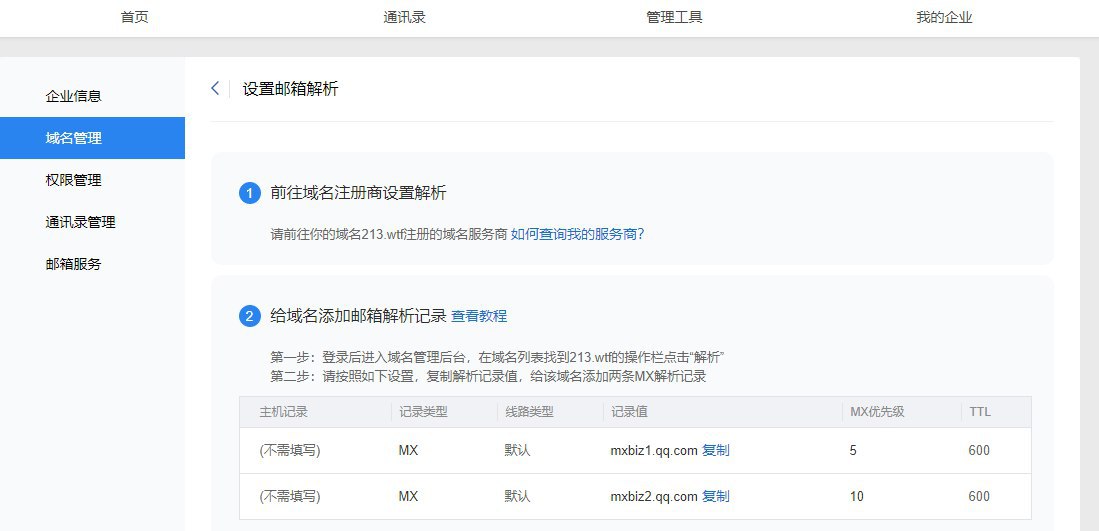 首页 通讯录 管理工具 我的企业
企业信息
域名管理
权限管理
通讯录管理
邮箱服务
设置邮箱解析
1 前往域名注册商设置解析
请前往你的域名213.wtf注册的域名服务商 如何查询我的服务商?
2 给域名添加邮箱解析记录 查看教程
第一步：登录后进入域名管理后台，在域名列表找到213.wtf的操作栏点击“解析”
第二步：请按照如下设置，复制解析记录值，给该域名添加两条MX解析记录
主机记录 记录类型 线路类型 记录值 MX优先级 TTL
(不需填写) MX 默认 mxbiz1.qq.com 复制 5 600
(不需填写) MX 默认 mxbiz2.qq.com 复制 10 600